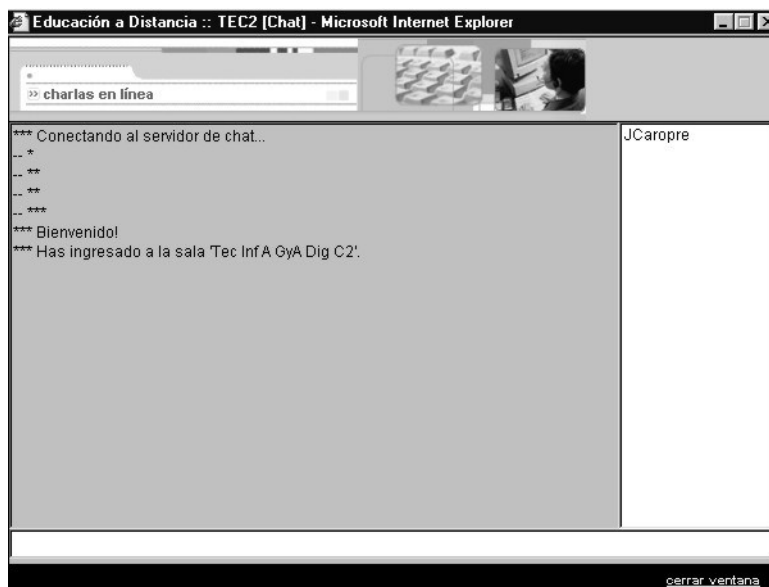 Educación a Distancia :: TEC2 [Chat] - Microsoft Internet Explorer
» charlas en línea
*** Conectando al servidor de chat...
-- *
-- **
-- **
-- ***
*** Bienvenido!
*** Has ingresado a la sala 'Tec Inf A GyA Dig C2'.
JCaropre
cerrar ventana